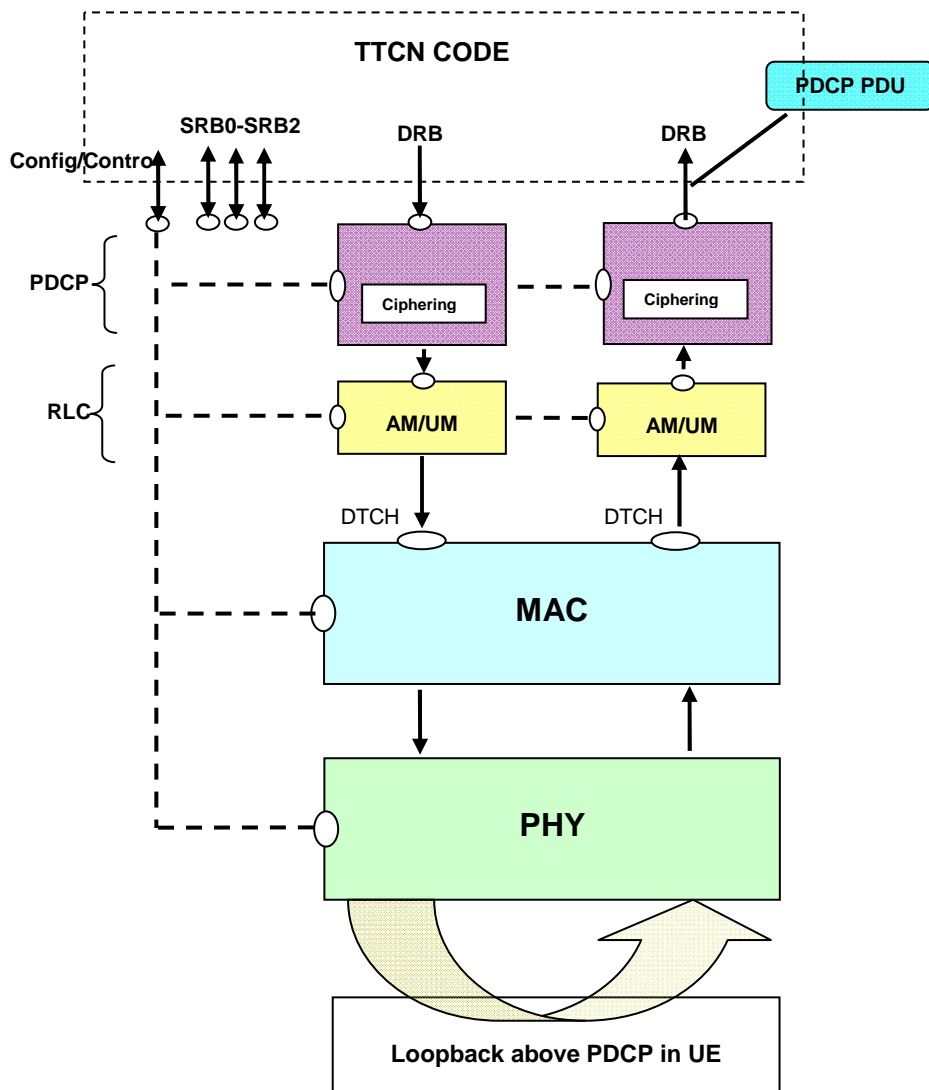 TTCN CODE
PDCP PDU
SRB0-SRB2
DRB
DRB
Config/Contro
PDCP
Ciphering
Ciphering
RLC
AM/UM
AM/UM
DTCH
DTCH
MAC
PHY
Loopback above PDCP in UE